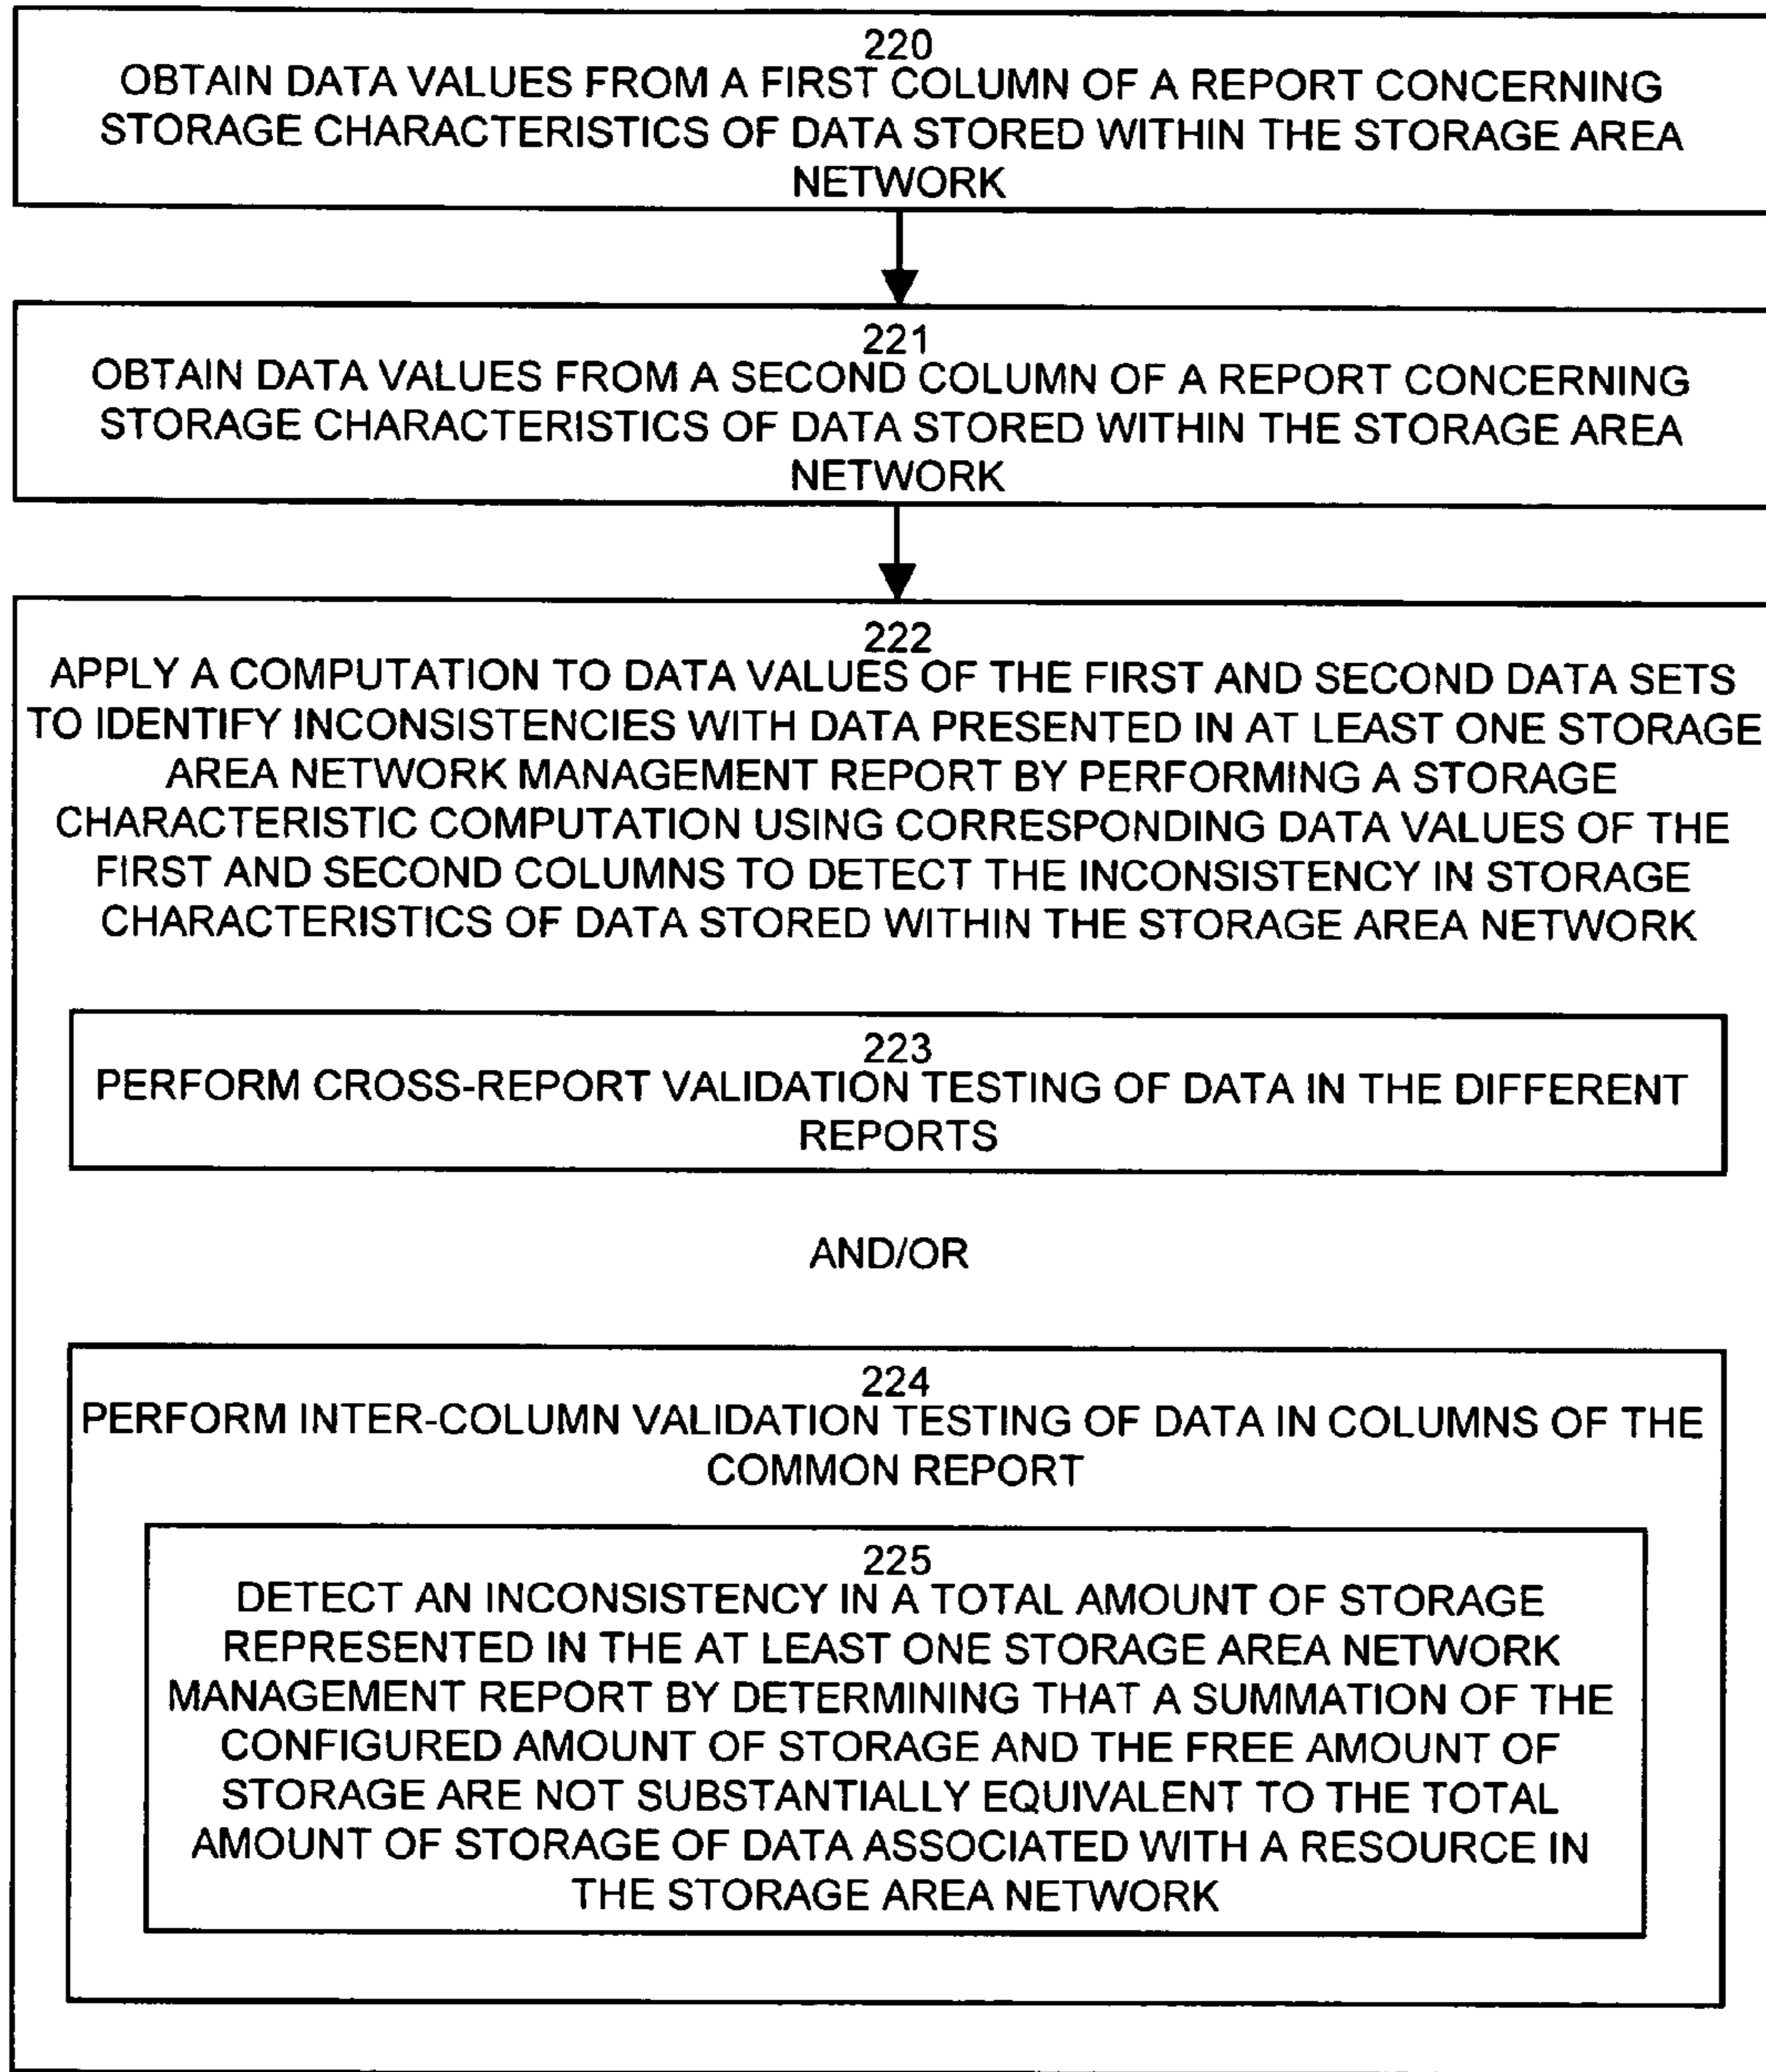 220
OBTAIN DATA VALUES FROM A FIRST COLUMN OF A REPORT CONCERNING
STORAGE CHARACTERISTICS OF DATA STORED WITHIN THE STORAGE AREA
NETWORK
221
OBTAIN DATA VALUES FROM A SECOND COLUMN OF A REPORT CONCERNING
STORAGE CHARACTERISTICS OF DATA STORED WITHIN THE STORAGE AREA
NETWORK
222
APPLY A COMPUTATION TO DATA VALUES OF THE FIRST AND SECOND DATA SETS
TO IDENTIFY INCONSISTENCIES WITH DATA PRESENTED IN AT LEAST ONE STORAGE
AREA NETWORK MANAGEMENT REPORT BY PERFORMING A STORAGE
CHARACTERISTIC COMPUTATION USING CORRESPONDING DATA VALUES OF THE
FIRST AND SECOND COLUMNS TO DETECT THE INCONSISTENCY IN STORAGE
CHARACTERISTICS OF DATA STORED WITHIN THE STORAGE AREA NETWORK
223
PERFORM CROSS-REPORT VALIDATION TESTING OF DATA IN THE DIFFERENT
REPORTS
AND/OR
224
PERFORM INTER-COLUMN VALIDATION TESTING OF DATA IN COLUMNS OF THE
COMMON REPORT
225
DETECT AN INCONSISTENCY IN A TOTAL AMOUNT OF STORAGE
REPRESENTED IN THE AT LEAST ONE STORAGE AREA NETWORK
MANAGEMENT REPORT BY DETERMINING THAT A SUMMATION OF THE
CONFIGURED AMOUNT OF STORAGE AND THE FREE AMOUNT OF
STORAGE ARE NOT SUBSTANTIALLY EQUIVALENT TO THE TOTAL
AMOUNT OF STORAGE OF DATA ASSOCIATED WITH A RESOURCE IN
THE STORAGE AREA NETWORK